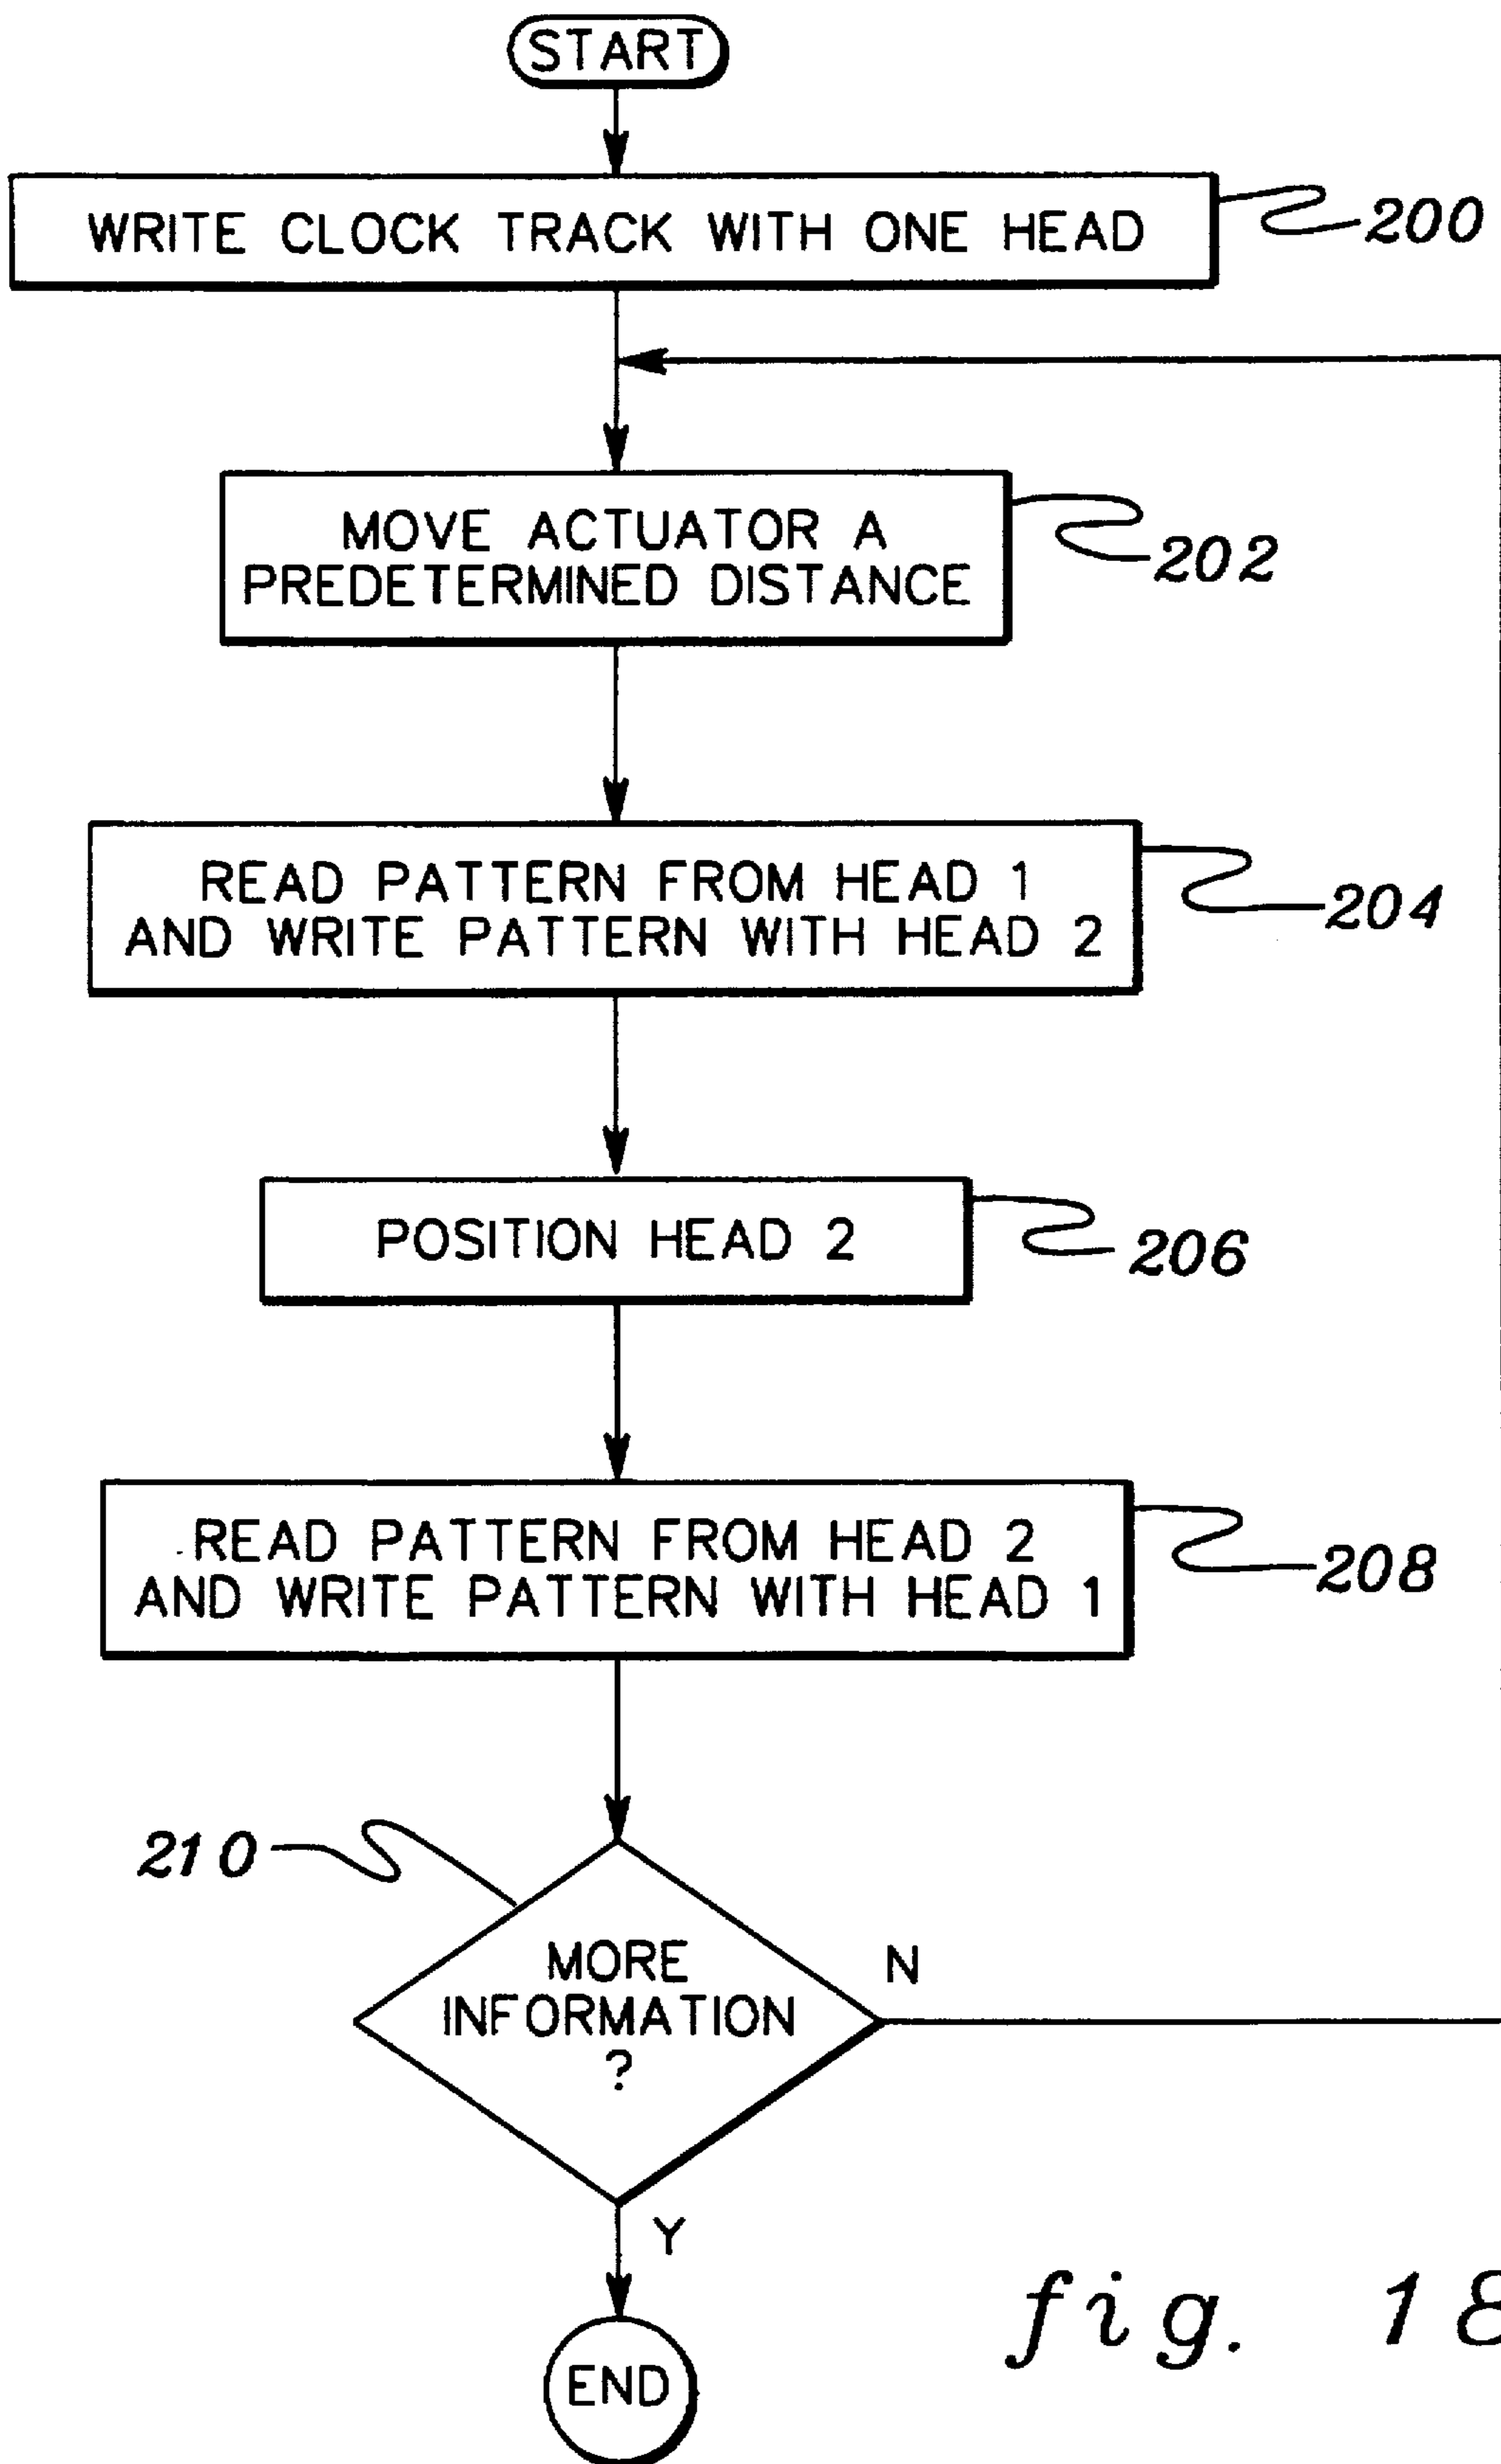 START
WRITE CLOCK TRACK WITH ONE HEAD
200
MOVE ACTUATOR A
PREDETERMINED DISTANCE
202
READ PATTERN FROM HEAD 1
AND WRITE PATTERN WITH HEAD 2
204
POSITION HEAD 2
206
READ PATTERN FROM HEAD 2
AND WRITE PATTERN WITH HEAD 1
208
210
MORE
INFORMATION
?
N
Y
END
fig. 18